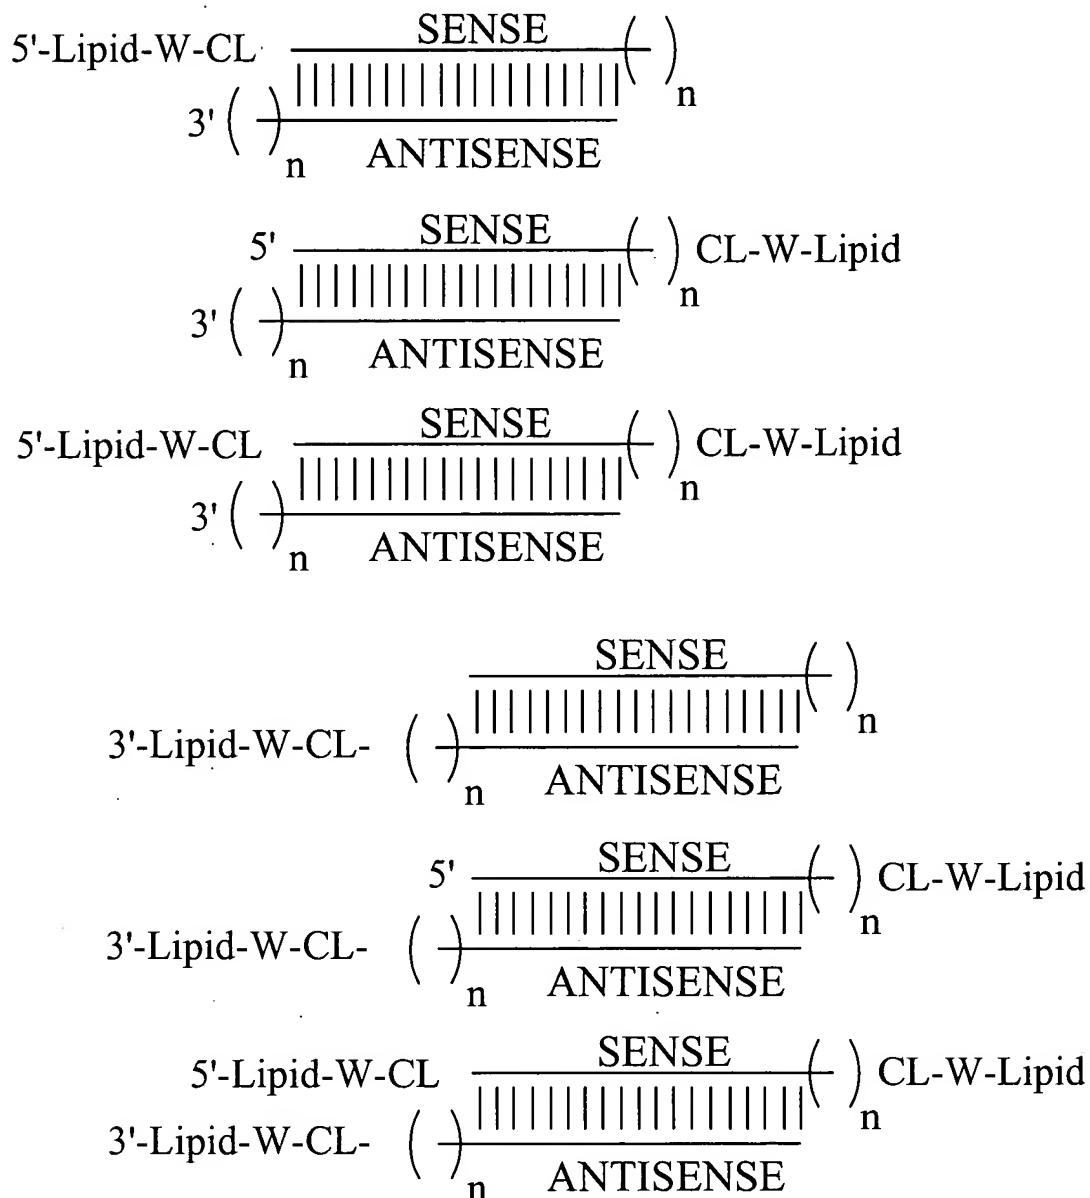 SENSE
5'-Lipid-W-CL ( )n
3' ( )n
ANTISENSE
SENSE
5' ( )n CL-W-Lipid
3' ( )n
ANTISENSE
SENSE
5'-Lipid-W-CL ( )n CL-W-Lipid
3' ( )n
ANTISENSE
SENSE
( )n
3'-Lipid-W-CL- ( )n
ANTISENSE
SENSE
5' ( )n CL-W-Lipid
3'-Lipid-W-CL- ( )n
ANTISENSE
SENSE
5'-Lipid-W-CL ( )n CL-W-Lipid
3'-Lipid-W-CL- ( )n
ANTISENSE